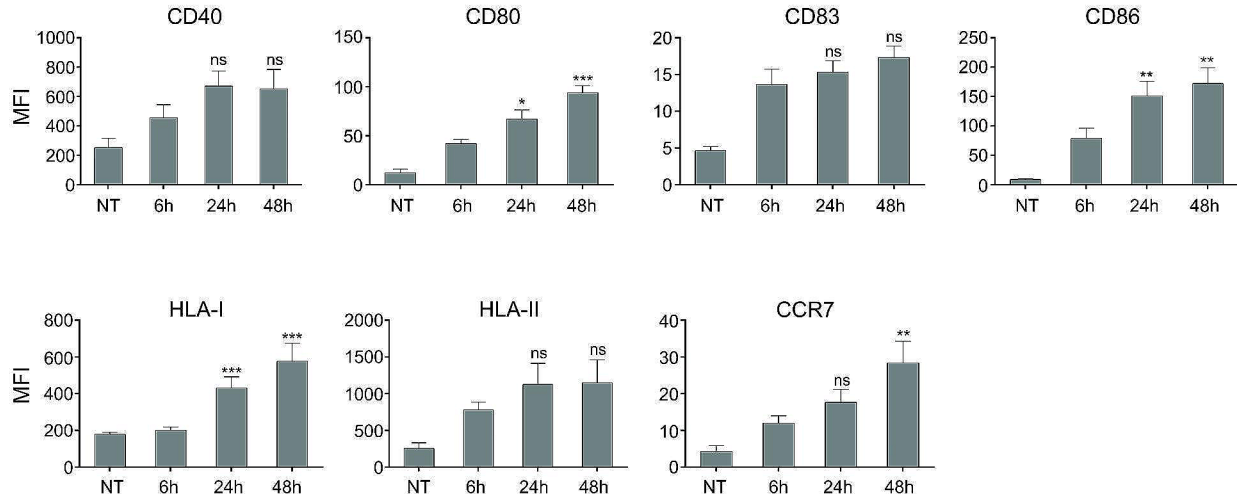 CD40
MFI
1000
800
600
400
200
0
ns
ns
NT 6h 24h 48h
CD80
150
100
50
0
*
***
NT 6h 24h 48h
CD83
20
15
10
5
0
ns
ns
NT 6h 24h 48h
CD86
250
200
150
100
50
0
**
**
NT 6h 24h 48h
HLA-I
MFI
800
600
400
200
0
***
***
NT 6h 24h 48h
HLA-II
2000
1500
1000
500
0
ns
ns
NT 6h 24h 48h
CCR7
40
30
20
10
0
ns
**
NT 6h 24h 48h